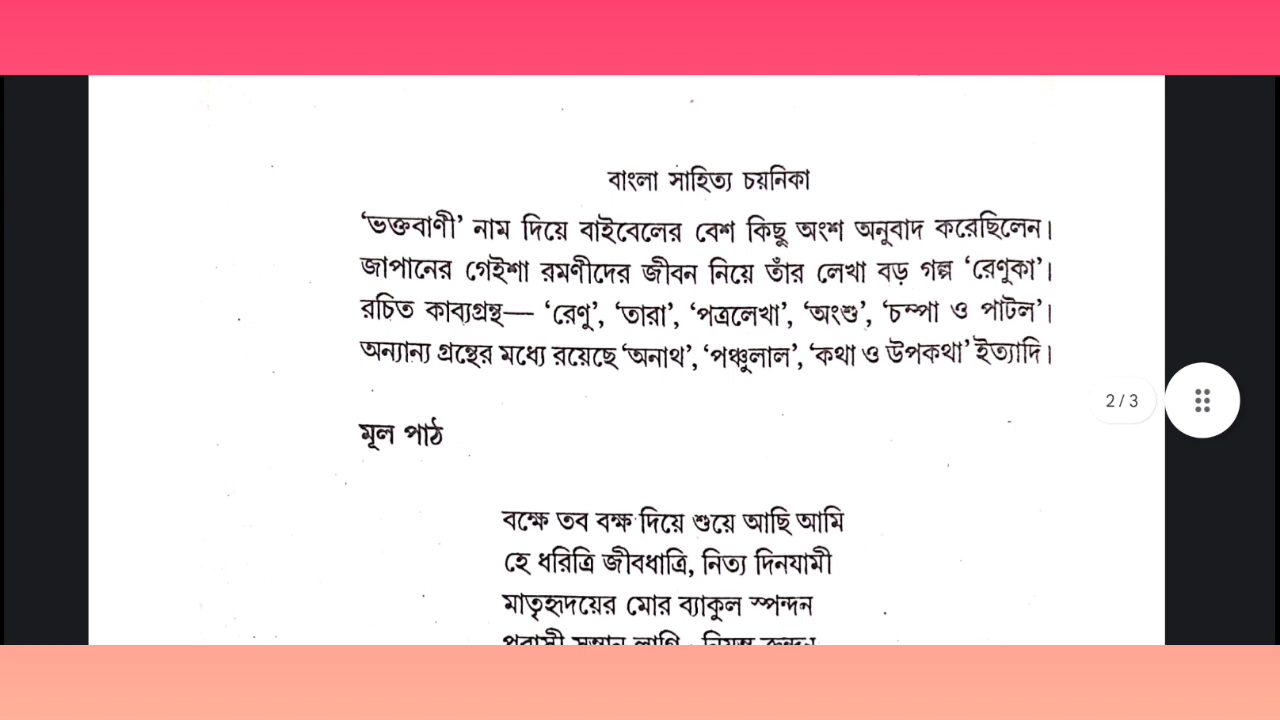 বাংলা সাহিত্য চয়নিকা
‘ভক্তবাণী’ নাম দিয়ে বাইবেলের বেশ কিছু অংশ অনুবাদ করেছিলেন।
জাপানের গেইশা রমণীদের জীবন নিয়ে তাঁর লেখা বড় গল্প ‘রেণুকা’।
রচিত কাব্যগ্রন্থ— ‘রেণু’, ‘তারা’, ‘পত্রলেখা’, ‘অংশু’, ‘চম্পা ও পাটল’।
অন্যান্য গ্রন্থের মধ্যে রয়েছে ‘অনাথ’, ‘পঞ্চুলাল’, ‘কথা ও উপকথা’ ইত্যাদি।
2 / 3
মূল পাঠ
বক্ষে তব বক্ষ দিয়ে শুয়ে আছি আমি
হে ধরিত্রি জীবধাত্রি, নিত্য দিনযামী
মাতৃহৃদয়ের মোর ব্যাকুল স্পন্দন